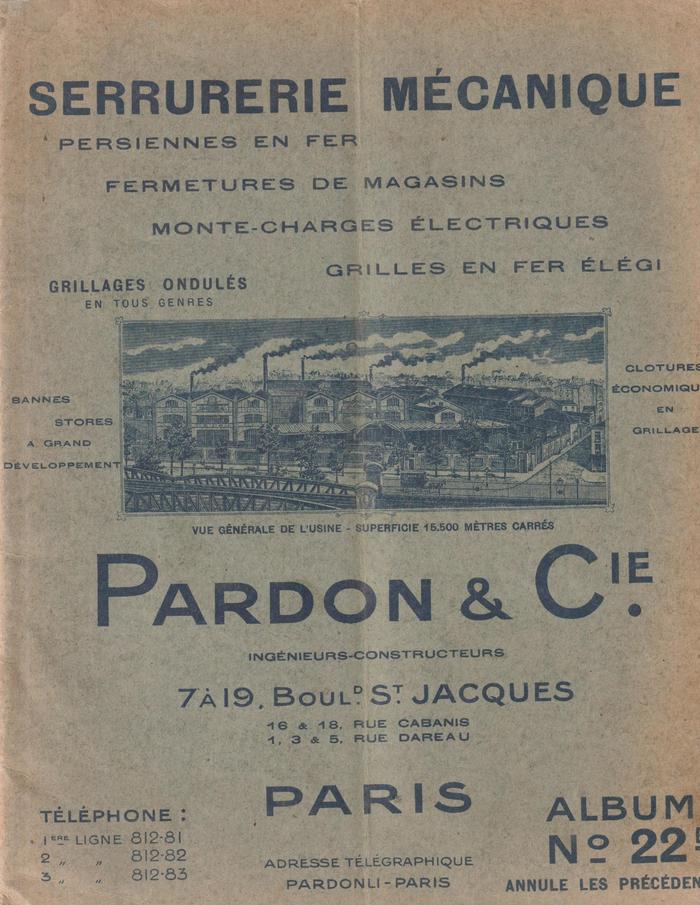 SERRURERIE MÉCANIQUE
PERSIENNES EN FER
FERMETURES DE MAGASINS
MONTE-CHARGES ÉLECTRIQUES
GRILLES EN FER ÉLÉGI
GRILLAGES ONDULÉS
EN TOUS GENRES
BANNES
STORES
A GRAND
DÉVELOPPEMENT
CLOTURES
ÉCONOMIQU
EN
GRILLAGE
VUE GÉNÉRALE DE L'USINE - SUPERFICIE 15.500 MÈTRES CARRÉS
PARDON & CIE.
INGÉNIEURS-CONSTRUCTEURS
7 À 19, BOUL.D ST. JACQUES
16 & 18, RUE CABANIS
1, 3 & 5, RUE DAREAU
PARIS
TÉLÉPHONE :
1ERE LIGNE 812-81
2 „ „ 812-82
3 „ „ 812-83
ADRESSE TÉLÉGRAPHIQUE
PARDONLI - PARIS
ALBUM
No 22
ANNULE LES PRÉCÉDEN